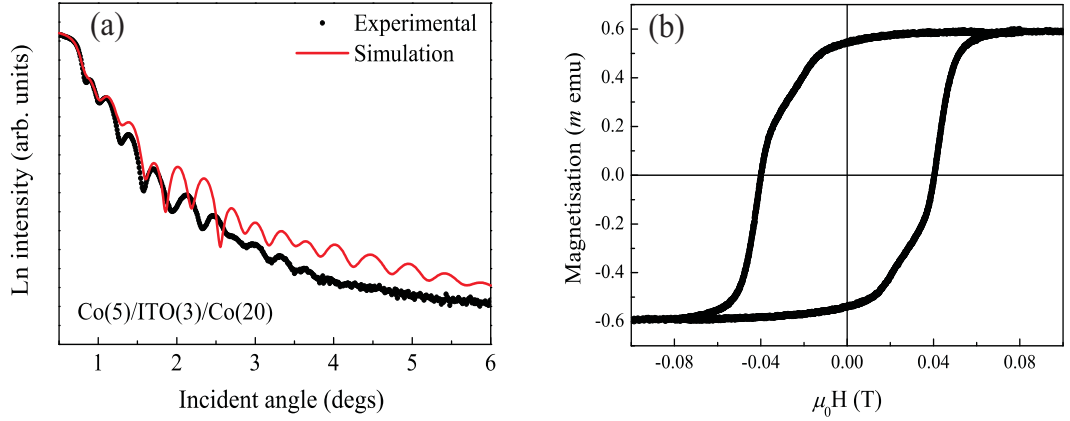 (a)
Experimental
Simulation
Ln intensity (arb. units)
Co(5)/ITO(3)/Co(20)
1 2 3 4 5 6
Incident angle (degs)
(b)
Magnetisation (m emu)
0.6
0.4
0.2
0.0
-0.2
-0.4
-0.6
-0.08 -0.04 0.00 0.04 0.08
μ₀H (T)